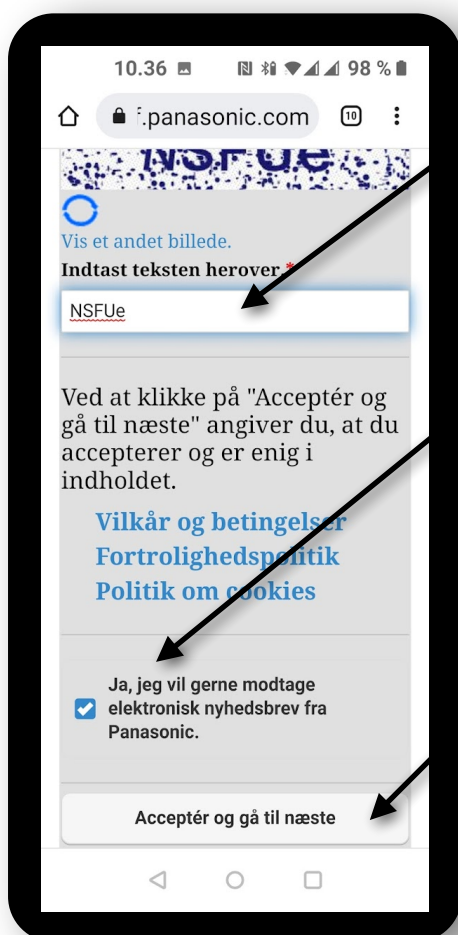 10.36 98 %
f.panasonic.com 10
NSFUe
Vis et andet billede.
Indtast teksten herover.*
NSFUe
Ved at klikke på "Acceptér og
gå til næste" angiver du, at du
accepterer og er enig i
indholdet.
Vilkår og betingelser
Fortrolighedspolitik
Politik om cookies
Ja, jeg vil gerne modtage
elektronisk nyhedsbrev fra
Panasonic.
Acceptér og gå til næste